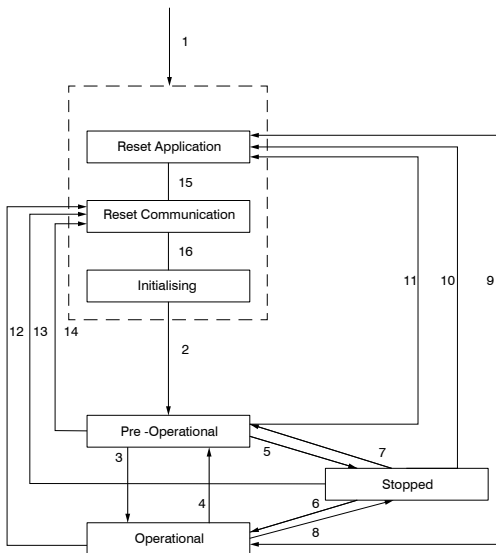 1
Reset Application
15
Reset Communication
16
Initialising
12
13
14
2
11
10
9
Pre -Operational
3
4
5
7
Stopped
6
8
Operational